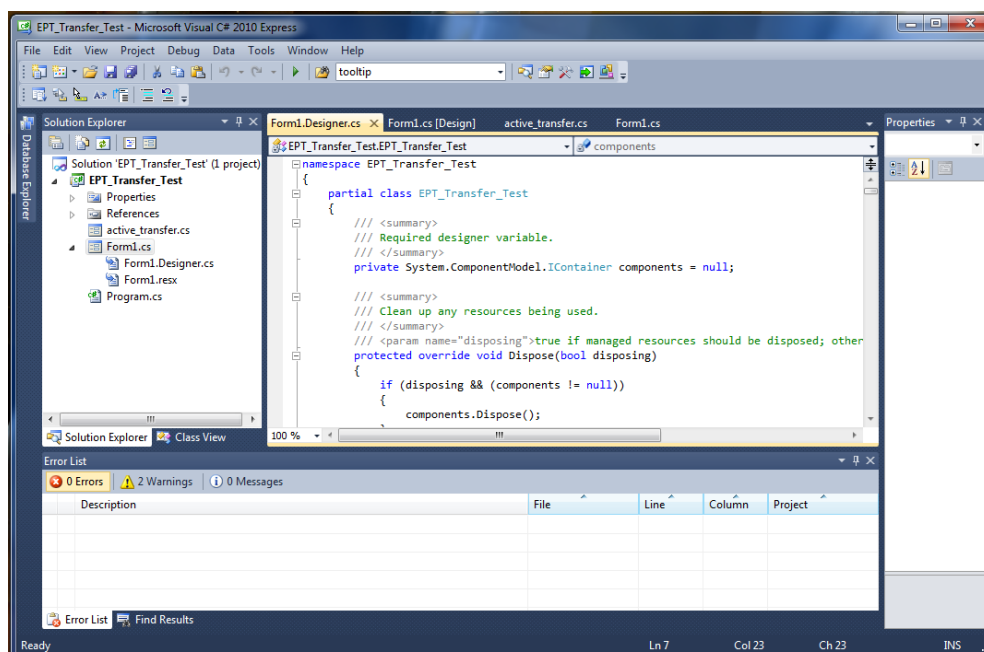 EPT_Transfer_Test - Microsoft Visual C# 2010 Express
File Edit View Project Debug Data Tools Window Help
tooltip
Database Explorer
Solution Explorer
Solution 'EPT_Transfer_Test' (1 project)
EPT_Transfer_Test
Properties
References
active_transfer.cs
Form1.cs
Form1.Designer.cs
Form1.resx
Program.cs
Solution Explorer Class View
Form1.Designer.cs Form1.cs [Design] active_transfer.cs Form1.cs
EPT_Transfer_Test.EPT_Transfer_Test components
namespace EPT_Transfer_Test
{
partial class EPT_Transfer_Test
{
/// <summary>
/// Required designer variable.
/// </summary>
private System.ComponentModel.IContainer components = null;
/// <summary>
/// Clean up any resources being used.
/// </summary>
/// <param name="disposing">true if managed resources should be disposed; other
protected override void Dispose(bool disposing)
{
if (disposing && (components != null))
{
components.Dispose();
100 %
Properties
Error List
0 Errors 2 Warnings 0 Messages
Description File Line Column Project
Error List Find Results
Ready Ln 7 Col 23 Ch 23 INS